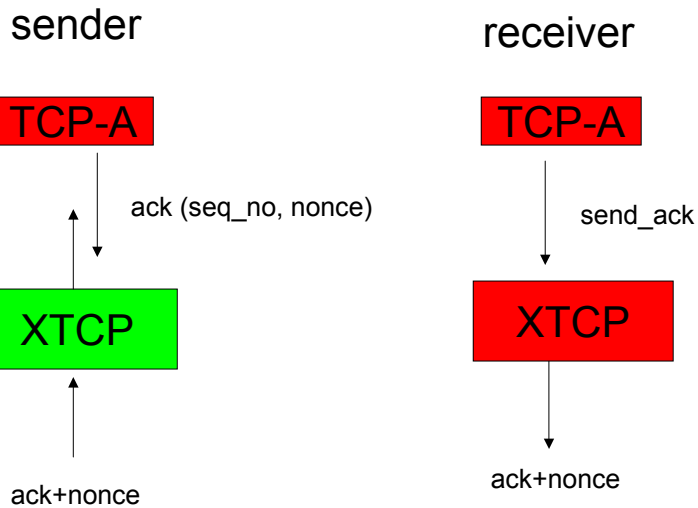 sender
receiver
TCP-A
TCP-A
ack (seq_no, nonce)
send_ack
XTCP
XTCP
ack+nonce
ack+nonce